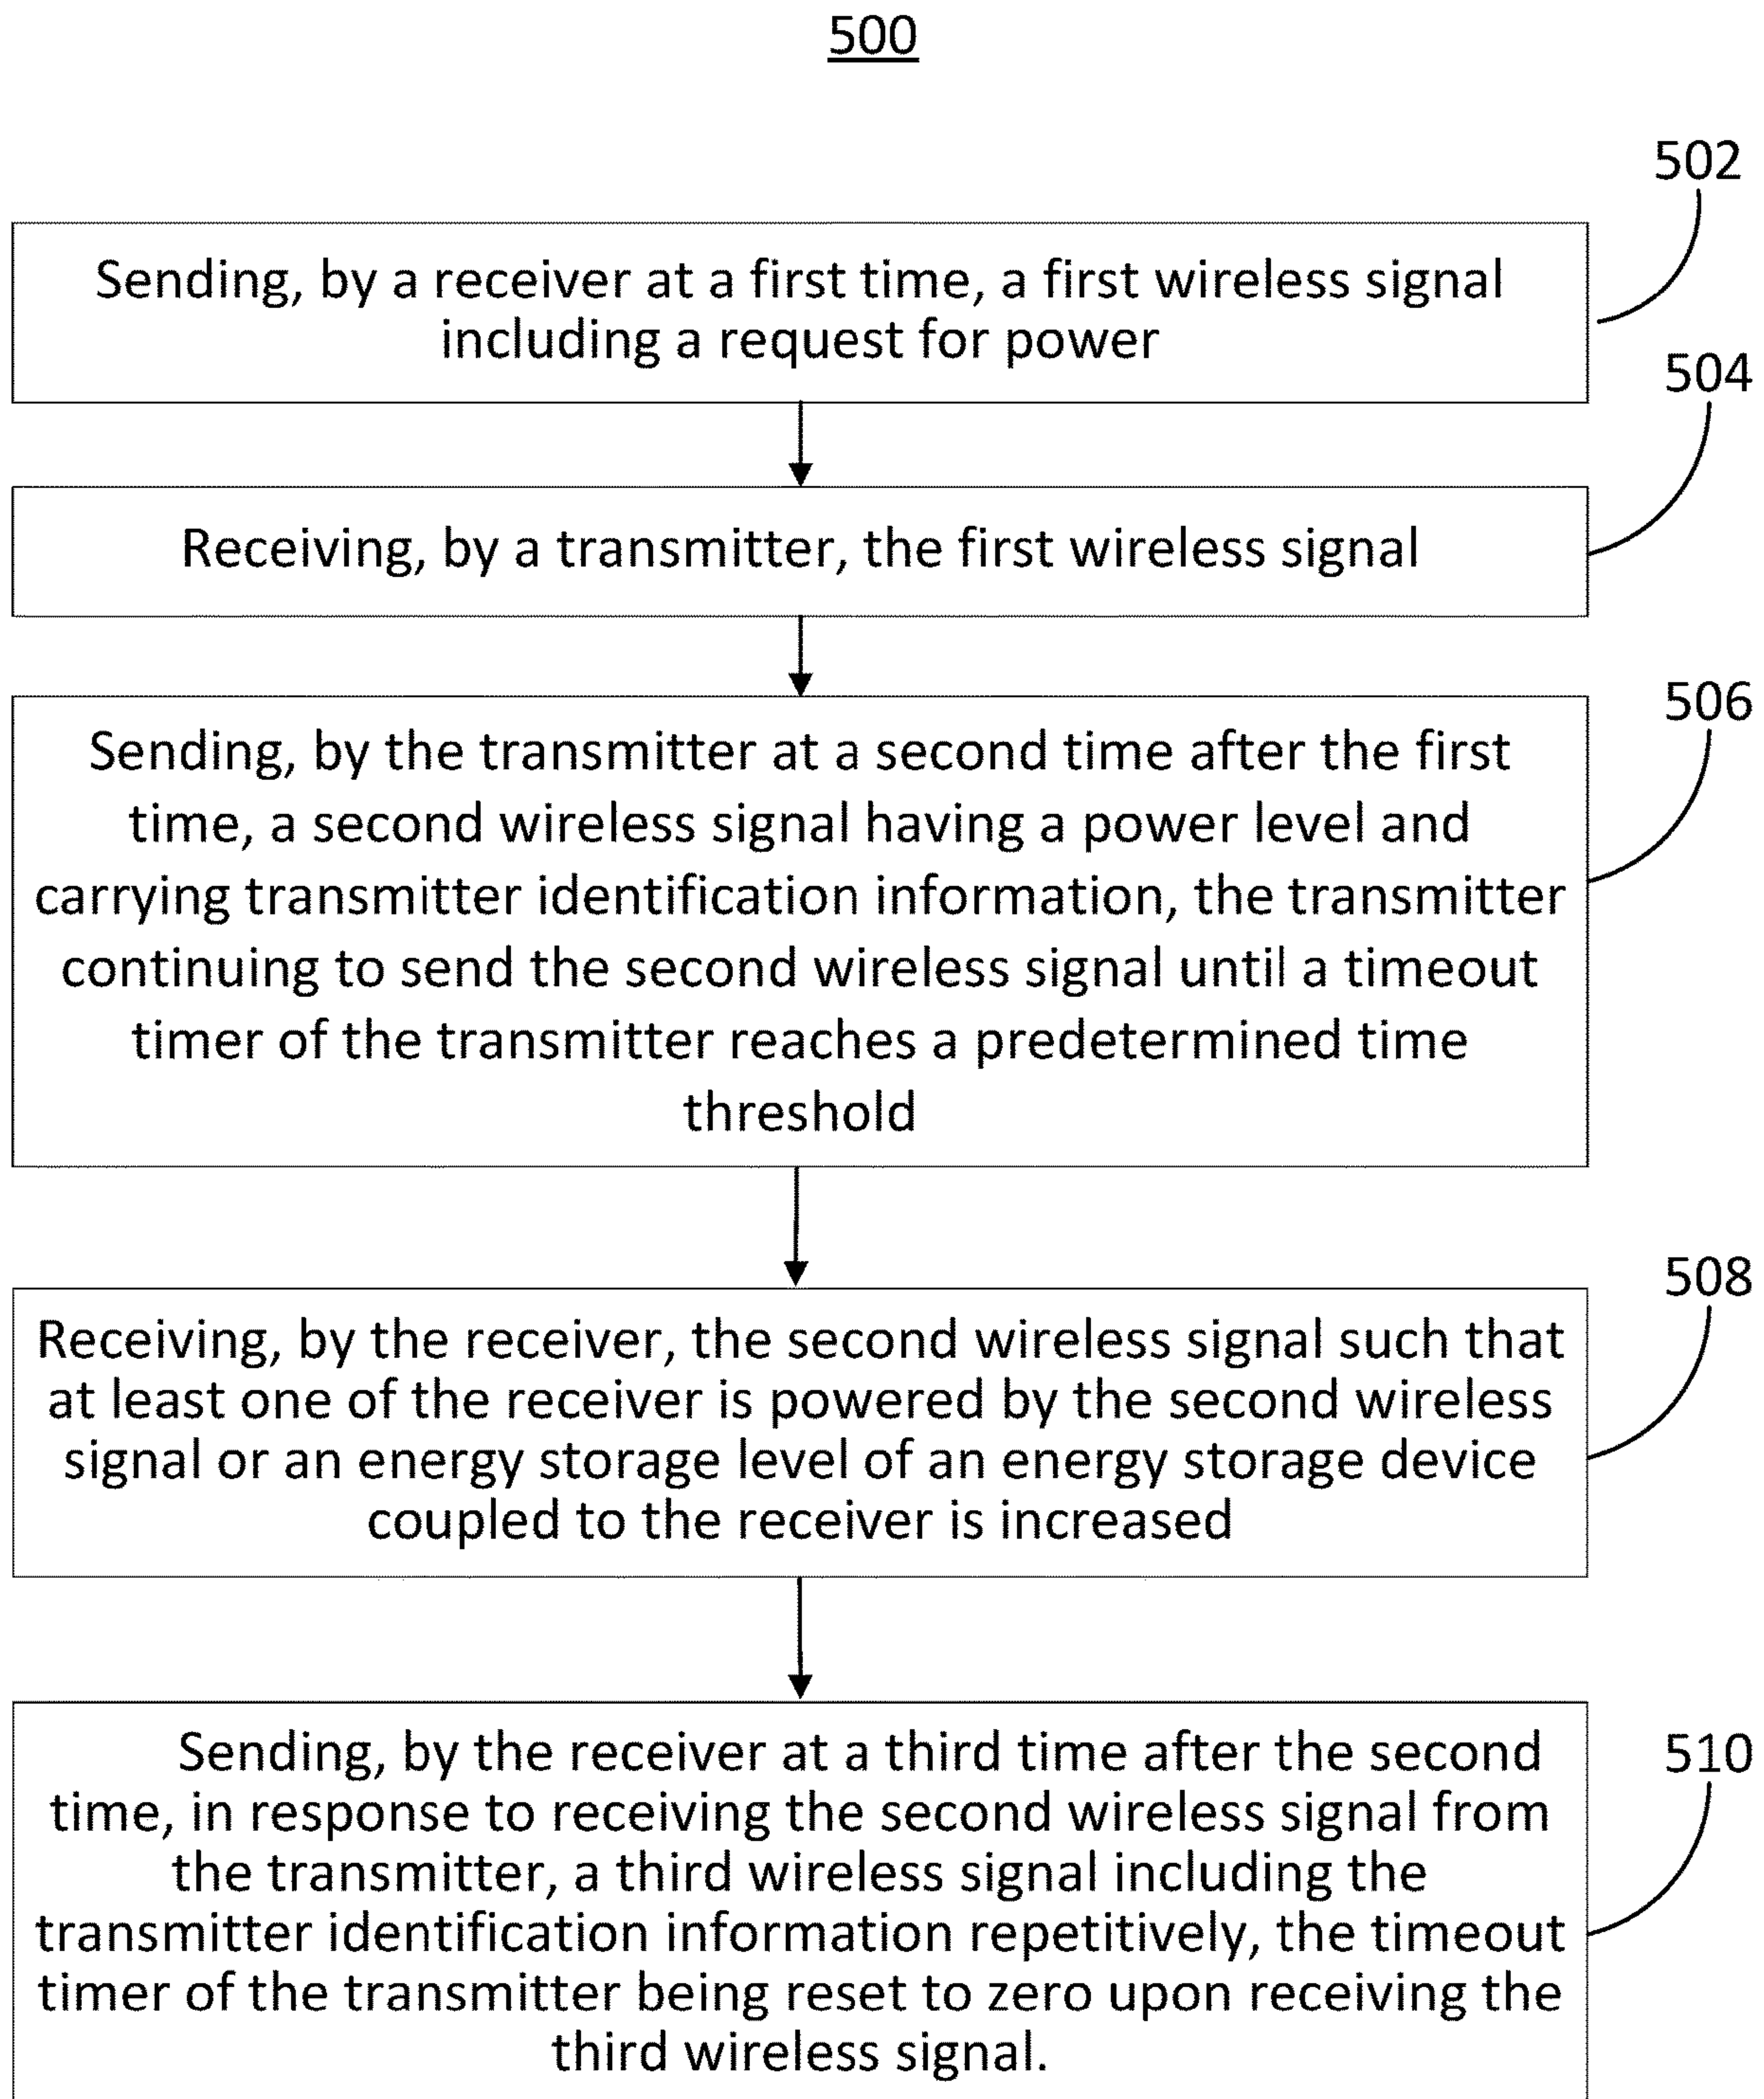 500
502
Sending, by a receiver at a first time, a first wireless signal
including a request for power
504
Receiving, by a transmitter, the first wireless signal
506
Sending, by the transmitter at a second time after the first
time, a second wireless signal having a power level and
carrying transmitter identification information, the transmitter
continuing to send the second wireless signal until a timeout
timer of the transmitter reaches a predetermined time
threshold
508
Receiving, by the receiver, the second wireless signal such that
at least one of the receiver is powered by the second wireless
signal or an energy storage level of an energy storage device
coupled to the receiver is increased
510
Sending, by the receiver at a third time after the second
time, in response to receiving the second wireless signal from
the transmitter, a third wireless signal including the
transmitter identification information repetitively, the timeout
timer of the transmitter being reset to zero upon receiving the
third wireless signal.